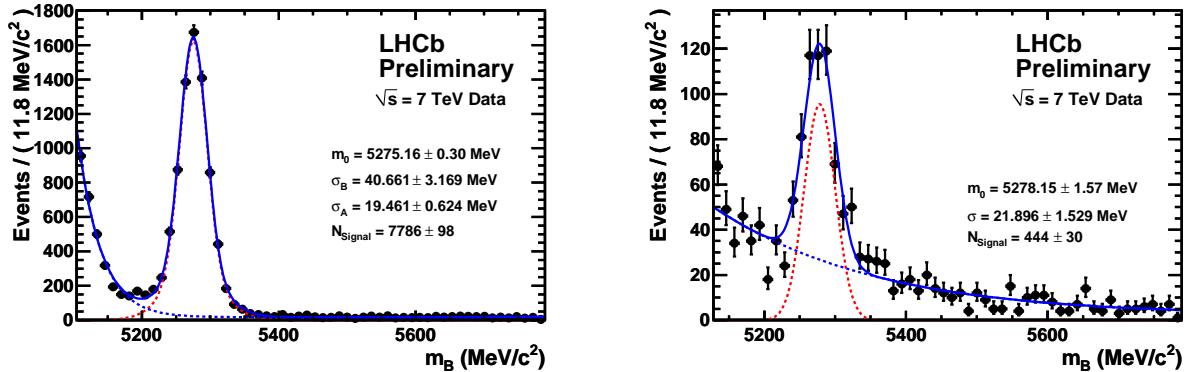 Events / ( 11.8 MeV/c²)
1800
1600
1400
1200
1000
800
600
400
200
0
LHCb
Preliminary
√s = 7 TeV Data
m₀ = 5275.16 ± 0.30 MeV
σ_B = 40.661 ± 3.169 MeV
σ_A = 19.461 ± 0.624 MeV
N_Signal = 7786 ± 98
5200 5400 5600
m_B (MeV/c²)
Events / ( 11.8 MeV/c²)
120
100
80
60
40
20
0
LHCb
Preliminary
√s = 7 TeV Data
m₀ = 5278.15 ± 1.57 MeV
σ = 21.896 ± 1.529 MeV
N_Signal = 444 ± 30
5200 5400 5600
m_B (MeV/c²)